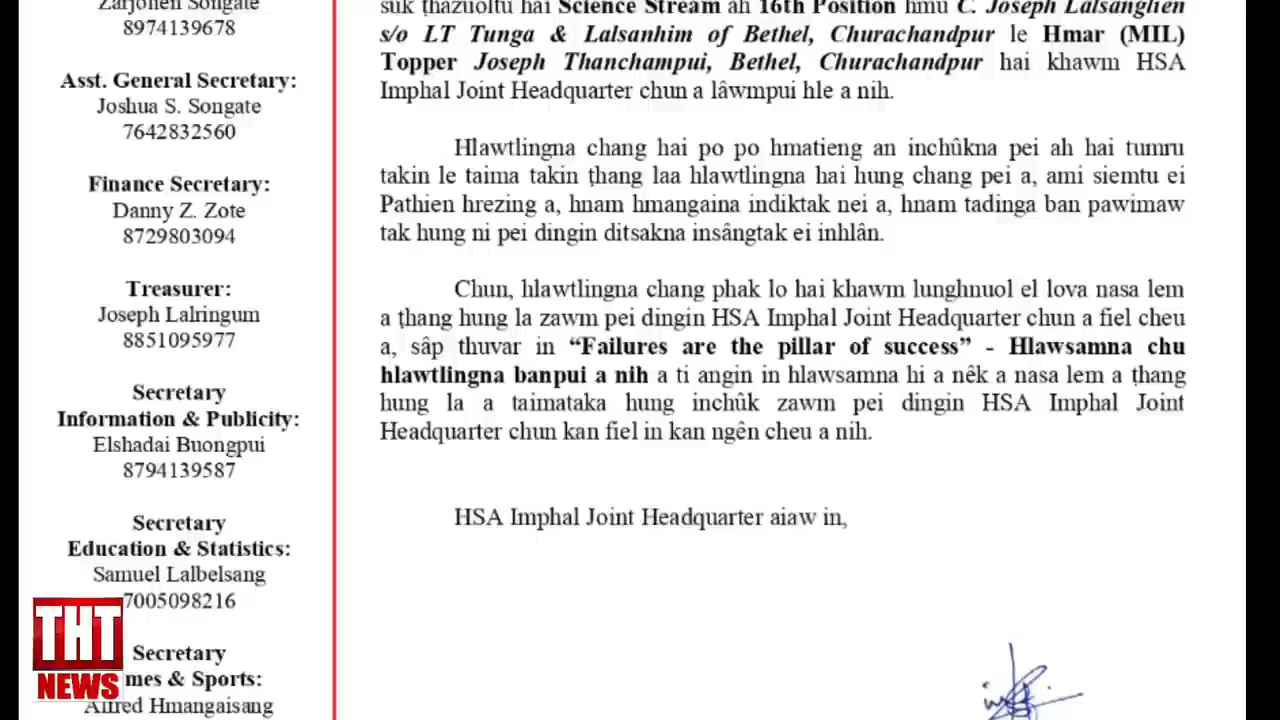 Zarjohen Songate
8974139678
Asst. General Secretary:
Joshua S. Songate
7642832560
Finance Secretary:
Danny Z. Zote
8729803094
Treasurer:
Joseph Lalringum
8851095977
Secretary
Information & Publicity:
Elshadai Buongpui
8794139587
Secretary
Education & Statistics:
Samuel Lalbelsang
7005098216
Secretary
mes & Sports:
Alfred Hmangaisang
suk ṭhazuoltu hai Science Stream ah 16th Position hmu C. Joseph Lalsanglien
s/o LT Tunga & Lalsanhim of Bethel, Churachandpur le Hmar (MIL)
Topper Joseph Thanchampui, Bethel, Churachandpur hai khawm HSA
Imphal Joint Headquarter chun a lâwmpui hle a nih.
Hlawtlingna chang hai po po hmatieng an inchûkna pei ah hai tumru
takin le taima takin ṭhang laa hlawtlingna hai hung chang pei a, ami siemtu ei
Pathien hrezing a, hnam hmangaina indiktak nei a, hnam tadinga ban pawimaw
tak hung ni pei dingin ditsakna insângtak ei inhlân.
Chun, hlawtlingna chang phak lo hai khawm lunghnuol el lova nasa lem
a ṭhang hung la zawm pei dingin HSA Imphal Joint Headquarter chun a fiel cheu
a, sâp thuvar in “Failures are the pillar of success” - Hlawsamna chu
hlawtlingna banpui a nih a ti angin in hlawsamna hi a nêk a nasa lem a ṭhang
hung la a taimataka hung inchûk zawm pei dingin HSA Imphal Joint
Headquarter chun kan fiel in kan ngên cheu a nih.
HSA Imphal Joint Headquarter aiaw in,
THT
NEWS